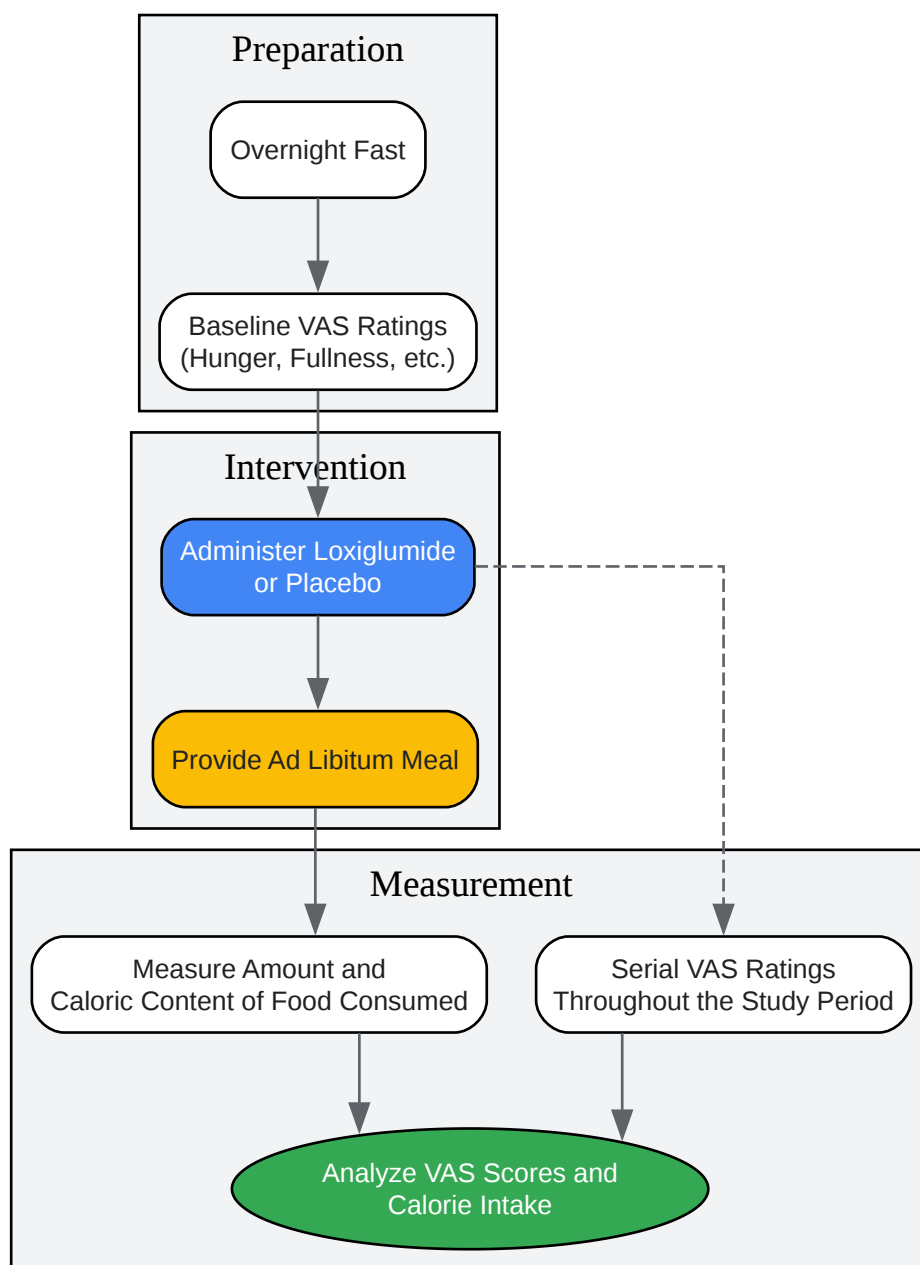 Preparation
Overnight Fast
Baseline VAS Ratings
(Hunger, Fullness, etc.)
Intervention
Administer Loxiglumide
or Placebo
Provide Ad Libitum Meal
Measurement
Measure Amount and
Caloric Content of Food Consumed
Serial VAS Ratings
Throughout the Study Period
Analyze VAS Scores and
Calorie Intake